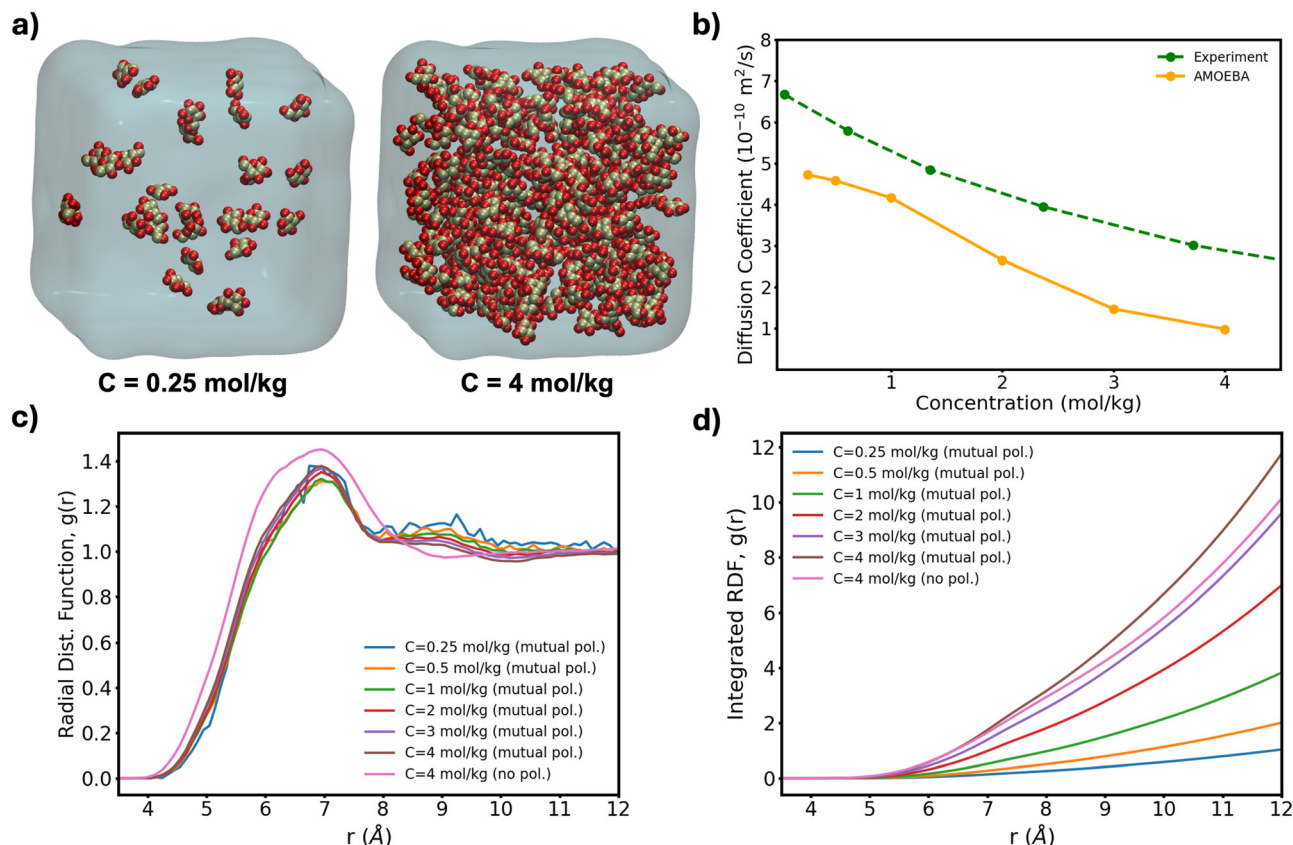 a)
C = 0.25 mol/kg
C = 4 mol/kg
b)
Diffusion Coefficient (10⁻¹⁰ m²/s)
8
7
6
5
4
3
2
1
Experiment
AMOEBA
1
2
3
4
Concentration (mol/kg)
c)
Radial Dist. Function, g(r)
1.4
1.2
1.0
0.8
0.6
0.4
0.2
0.0
C=0.25 mol/kg (mutual pol.)
C=0.5 mol/kg (mutual pol.)
C=1 mol/kg (mutual pol.)
C=2 mol/kg (mutual pol.)
C=3 mol/kg (mutual pol.)
C=4 mol/kg (mutual pol.)
C=4 mol/kg (no pol.)
4
5
6
7
8
9
10
11
12
r (Å)
d)
Integrated RDF, g(r)
12
10
8
6
4
2
0
C=0.25 mol/kg (mutual pol.)
C=0.5 mol/kg (mutual pol.)
C=1 mol/kg (mutual pol.)
C=2 mol/kg (mutual pol.)
C=3 mol/kg (mutual pol.)
C=4 mol/kg (mutual pol.)
C=4 mol/kg (no pol.)
4
5
6
7
8
9
10
11
12
r (Å)